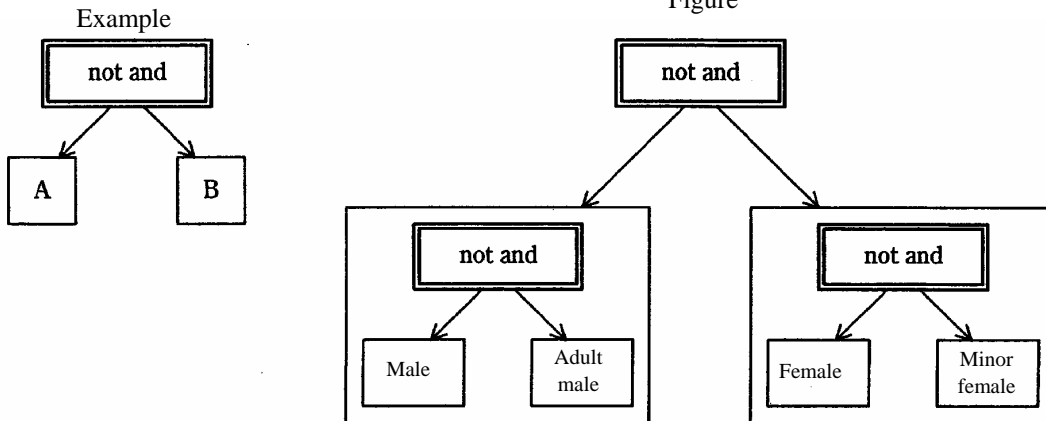 Figure
Example
not and
not and
A
B
not and
not and
Male
Adult
male
Female
Minor
female